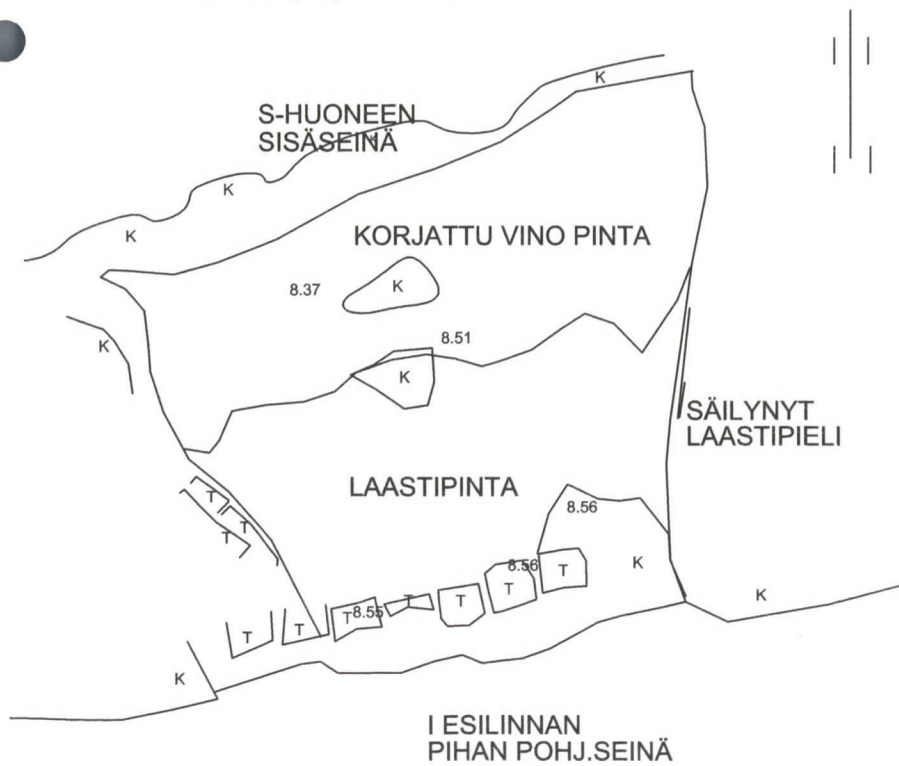 K
S-HUONEEN
SISÄSEINÄ
K
K
KORJATTU VINO PINTA
8.37
K
8.51
K
K
SÄILYNYT
LAASTIPIELI
LAASTIPINTA
T
8.56
T
T
8.56
T
K
T
T
T
K
T 8.55
T
T
K
I ESILINNAN
PIHAN POHJ.SEINÄ